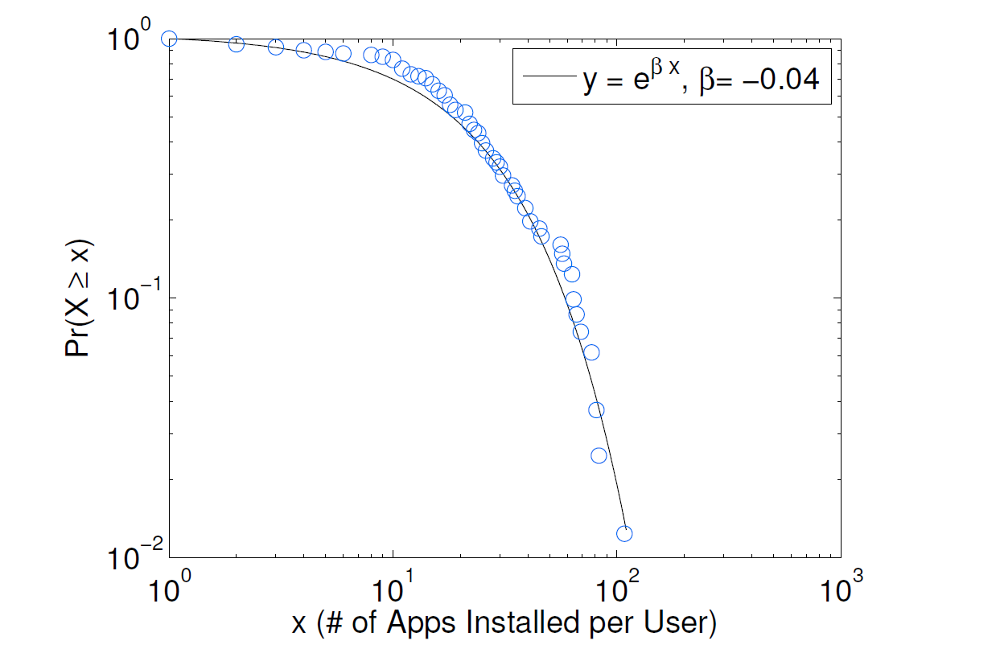 10^0
y = e^{β x}, β= −0.04
Pr(X ≥ x)
10^{−1}
10^{−2}
10^0 10^1 10^2 10^3
x (# of Apps Installed per User)